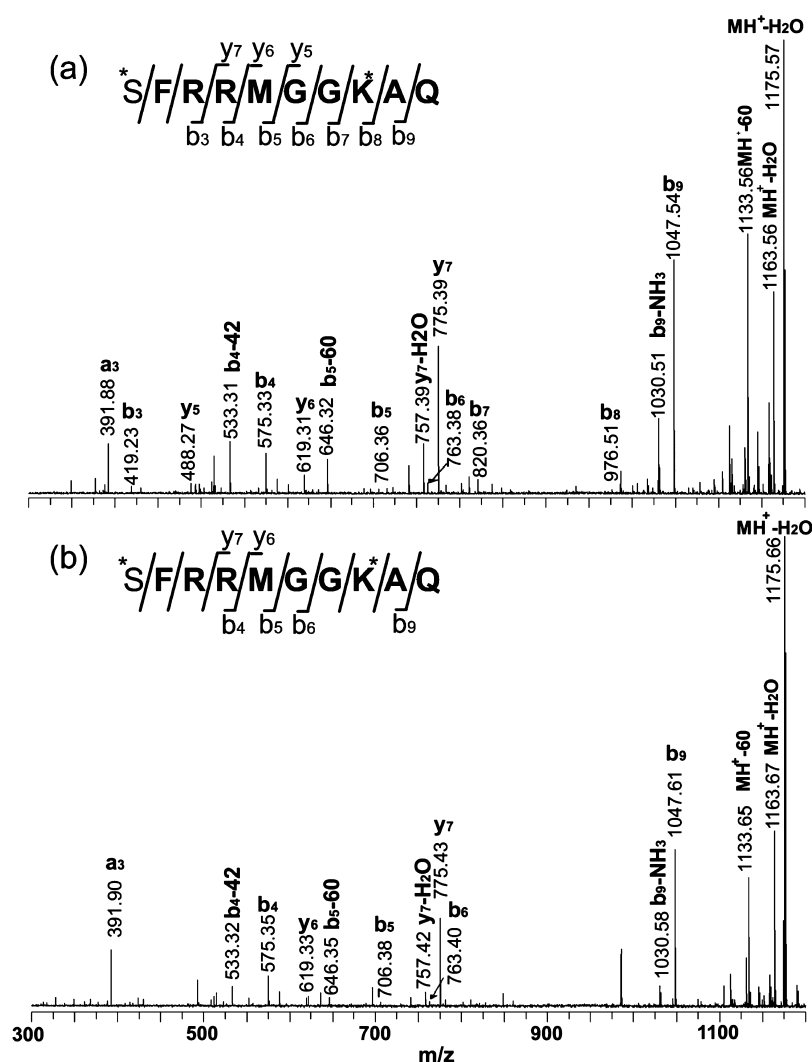 MH⁺-H2O
1175.57
(a)
y7 y6 y5
*S/F/R/R/M/G/G/K*/A/Q
b3 b4 b5 b6 b7 b8 b9
a3
391.88
b3
419.23
y5
488.27
533.31 b4-42
b4
575.33
y6
619.31
646.32 b5-60
b5
706.36
757.39 y7-H2O
y7
775.39
b6
763.38
b7
820.36
b8
976.51
1030.51 b9-NH3
b9
1047.54
1133.56 MH⁺-60
1163.56 MH⁺-H2O
MH⁺-H2O
1175.66
(b)
y7 y6
*S/F/R/R/M/G/G/K*/A/Q
b4 b5 b6 b9
a3
391.90
533.32 b4-42
b4
575.35
y6
619.33
646.35 b5-60
b5
706.38
757.42 y7-H2O
y7
775.43
b6
763.40
1030.58 b9-NH3
b9
1047.61
1133.65 MH⁺-60
1163.67 MH⁺-H2O
300 700 900 1100
m/z